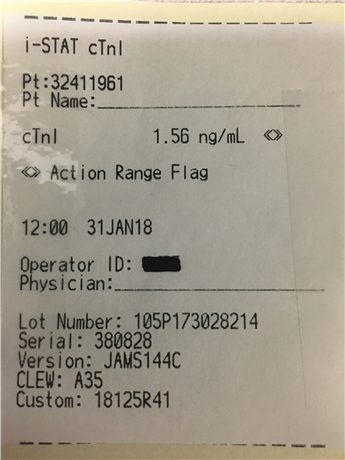 i-STAT cTnI
Pt:32411961
Pt Name:
cTnI 1.56 ng/mL <<>>
<<>> Action Range Flag
12:00 31JAN18
Operator ID:
Physician:
Lot Number: 105P173028214
Serial: 380828
Version: JAMS144C
CLEW: A35
Custom: 18125R41